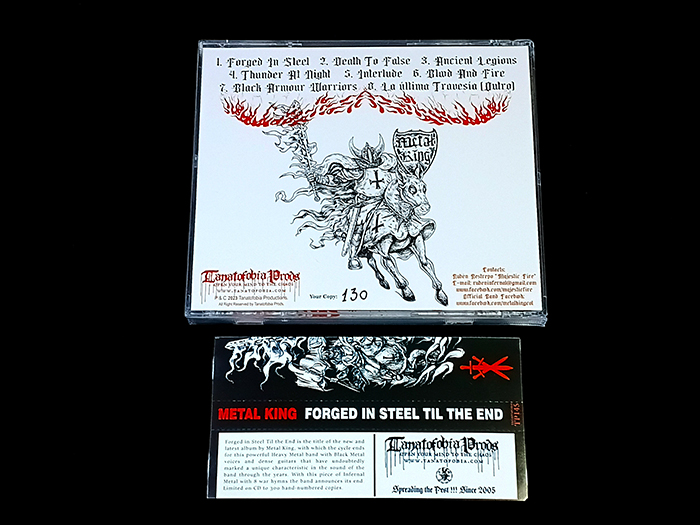 1. Forged In Steel 2. Death To False 3. Ancient Legions
4. Thunder At Night 5. Interlude 6. Blood And Fire
7. Black Armour Warriors 8. La última Travesia (Outro)
Metal
King
Tanatofobia Prods
OPEN YOUR MIND TO THE CHAOS
WWW.TANATOFOBIA.COM
P & C 2023 Tanatofobia Productions.
All Right Reserved by Tanatofobia Prods.
Your Copy: 130
Contacts:
Rubén Restrepo "Majestic Fire"
www.facebook.com/majesticfire
Official Band Facebook:
www.facebook.com/metalkingcol
METAL KING FORGED IN STEEL TIL THE END
TP145
Forged in Steel Til the End is the title of the new and
latest album by Metal King, with which the cycle ends
for this powerful Heavy Metal band with Black Metal
voices and dense guitars that have undoubtedly
marked a unique characteristic in the sound of the
band through the years. With this piece of Infernal
Metal with 8 war hymns the band announces its end
Limited on CD to 300 hand-numbered copies.
Tanatofobia Prods
OPEN YOUR MIND TO THE CHAOS
WWW.TANATOFOBIA.COM
Spreading the Pest !!! Since 2005